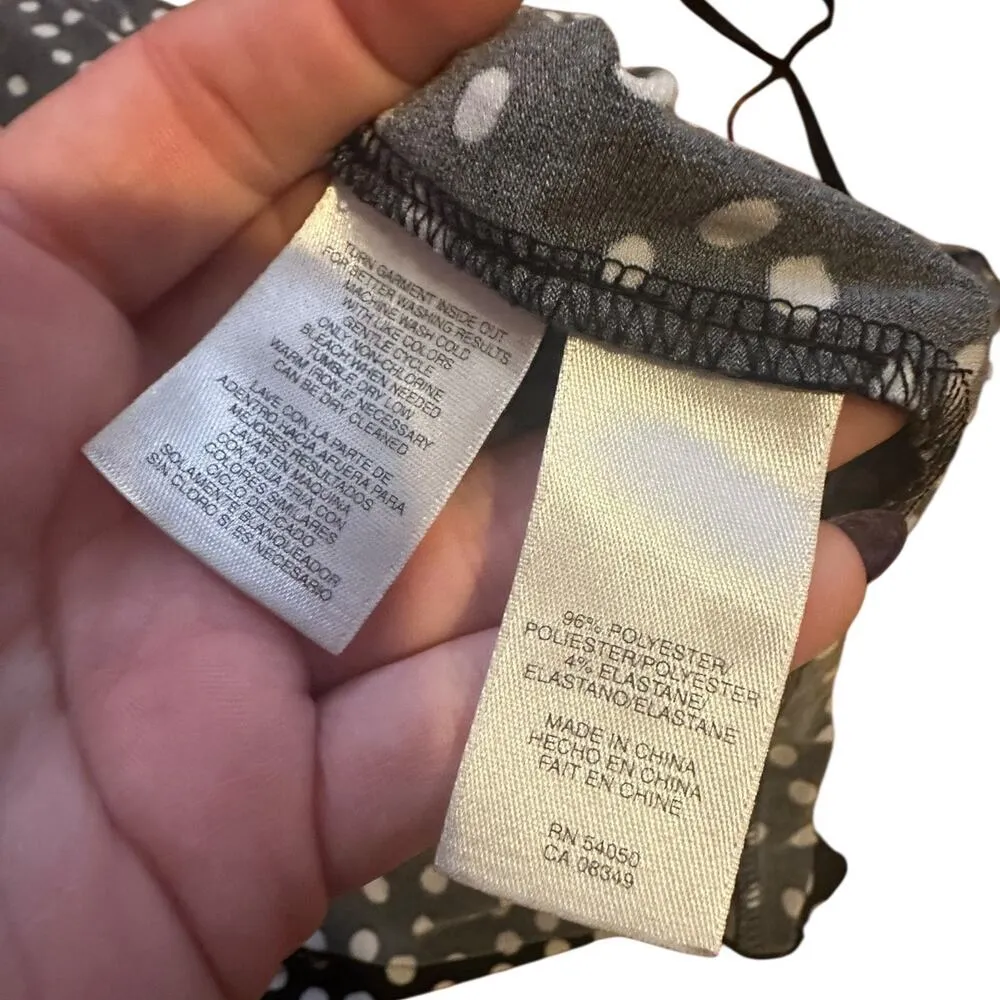 TURN GARMENT INSIDE OUT
FOR BETTER WASHING RESULTS
MACHINE WASH COLD
WITH LIKE COLORS
GENTLE CYCLE
ONLY NON-CHLORINE
BLEACH WHEN NEEDED
TUMBLE DRY LOW
WARM IRON IF NECESSARY
CAN BE DRY CLEANED
LAVE CON LA PARTE DE
ADENTRO HACIA AFUERA PARA
MEJORES RESULTADOS
LAVAR EN MAQUINA
CON AGUA FRIA CON
COLORES SIMILARES
CICLO DELICADO
SOLAMENTE BLANQUEADOR
SIN CLORO SI ES NECESARIO
96% POLYESTER/
POLIESTER/POLYESTER
4% ELASTANE/
ELASTANO/ELASTANE
MADE IN CHINA
HECHO EN CHINA
FAIT EN CHINE
RN 54050
CA 08349